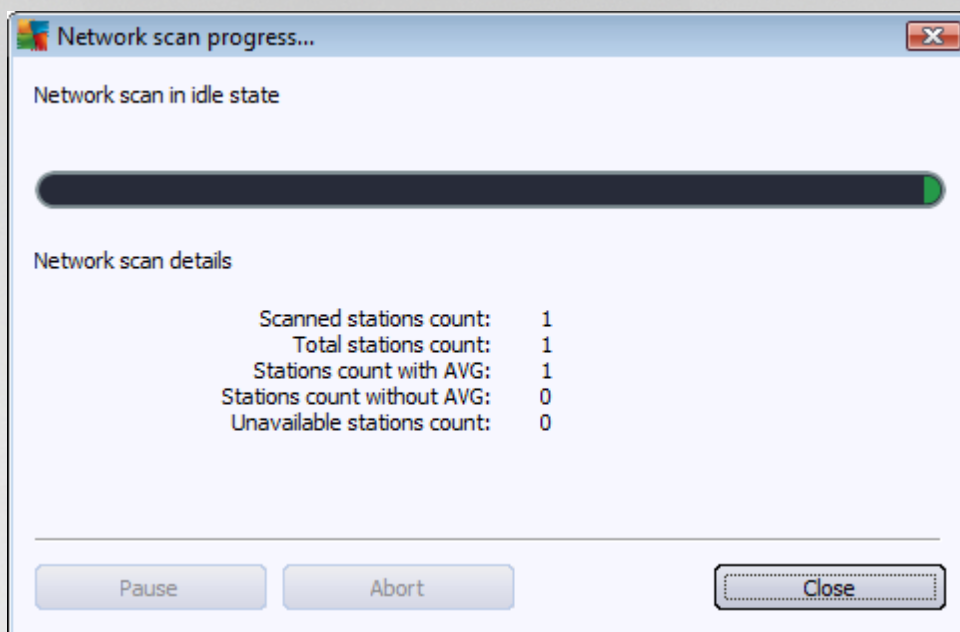 Network scan progress...
Network scan in idle state
Network scan details
Scanned stations count: 1
Total stations count: 1
Stations count with AVG: 1
Stations count without AVG: 0
Unavailable stations count: 0
Pause Abort Close